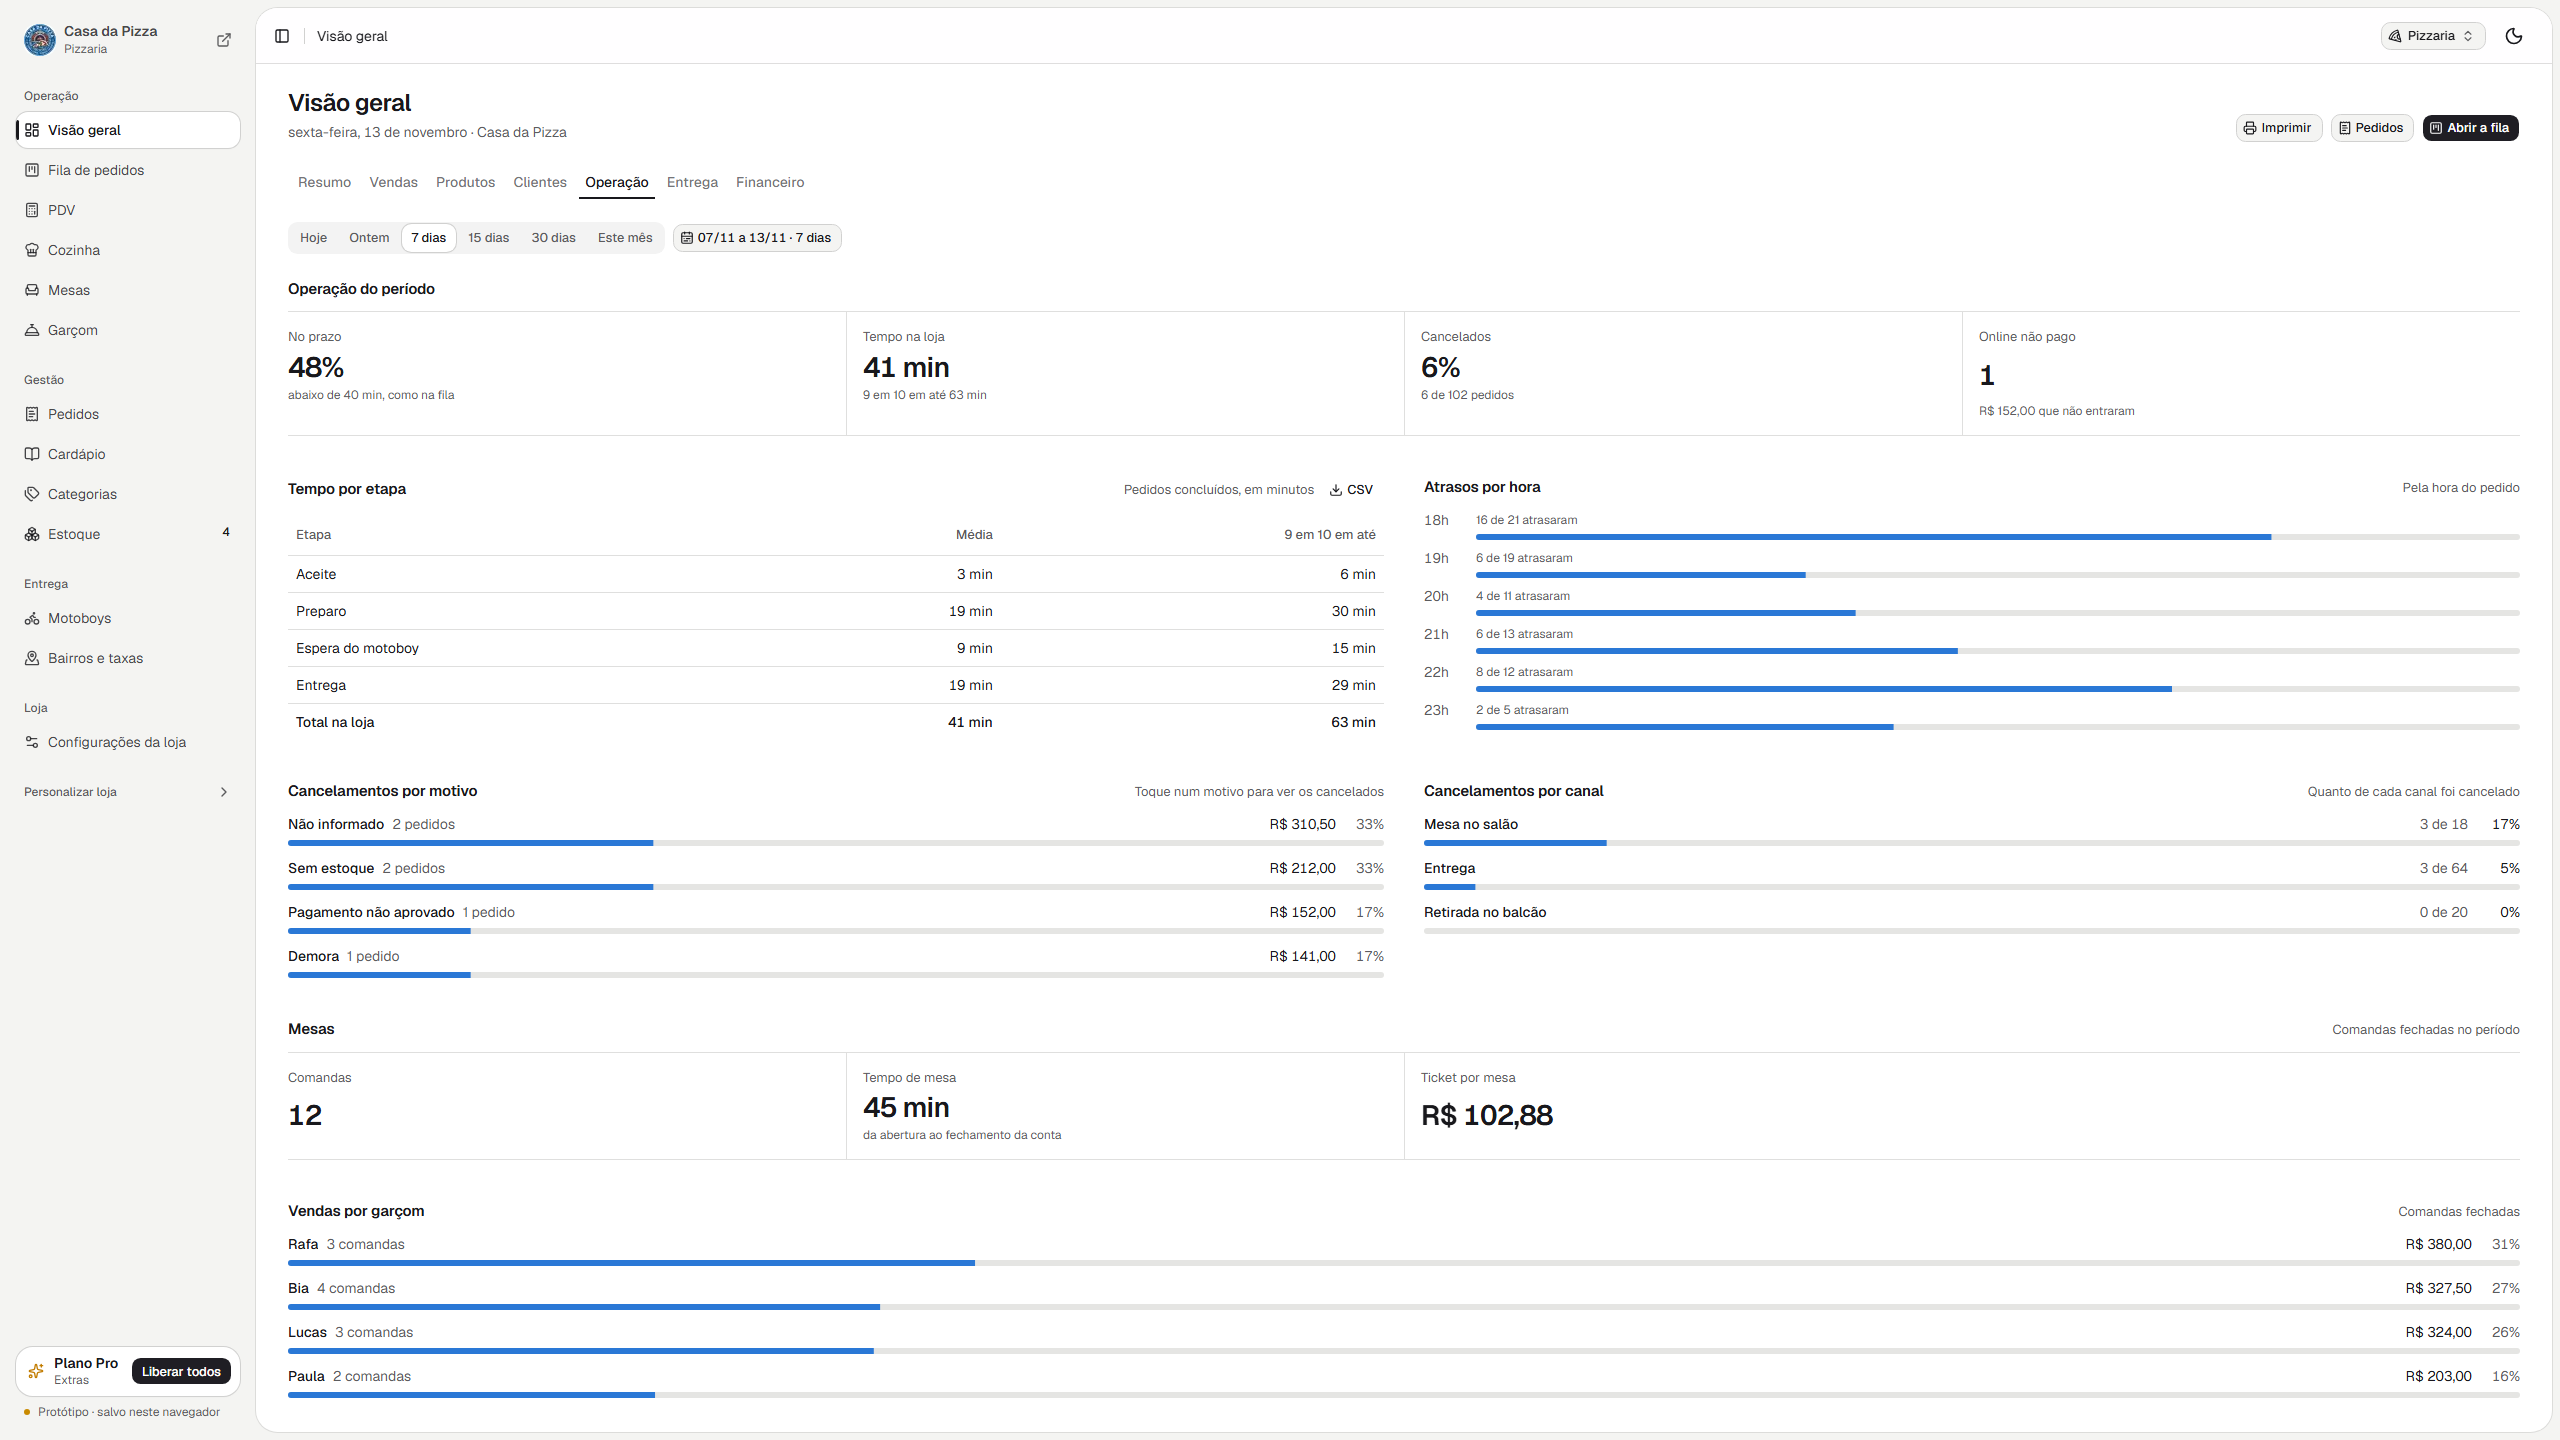 Casa da Pizza
Pizzaria
Operação
Visão geral
Fila de pedidos
PDV
Cozinha
Mesas
Garçom
Gestão
Pedidos
Cardápio
Categorias
Estoque 4
Entrega
Motoboys
Bairros e taxas
Loja
Configurações da loja
Personalizar loja
Plano Pro
Extras
Liberar todos
Protótipo · salvo neste navegador
Visão geral
Pizzaria
Visão geral
sexta-feira, 13 de novembro · Casa da Pizza
Imprimir Pedidos Abrir a fila
Resumo Vendas Produtos Clientes Operação Entrega Financeiro
Hoje Ontem 7 dias 15 dias 30 dias Este mês 07/11 a 13/11 · 7 dias
Operação do período
No prazo
48%
abaixo de 40 min, como na fila
Tempo na loja
41 min
9 em 10 em até 63 min
Cancelados
6%
6 de 102 pedidos
Online não pago
1
R$ 152,00 que não entraram
Tempo por etapa
Pedidos concluídos, em minutos CSV
Etapa Média 9 em 10 em até
Aceite 3 min 6 min
Preparo 19 min 30 min
Espera do motoboy 9 min 15 min
Entrega 19 min 29 min
Total na loja 41 min 63 min
Atrasos por hora Pela hora do pedido
18h 16 de 21 atrasaram
19h 6 de 19 atrasaram
20h 4 de 11 atrasaram
21h 6 de 13 atrasaram
22h 8 de 12 atrasaram
23h 2 de 5 atrasaram
Cancelamentos por motivo Toque num motivo para ver os cancelados
Não informado 2 pedidos R$ 310,50 33%
Sem estoque 2 pedidos R$ 212,00 33%
Pagamento não aprovado 1 pedido R$ 152,00 17%
Demora 1 pedido R$ 141,00 17%
Cancelamentos por canal Quanto de cada canal foi cancelado
Mesa no salão 3 de 18 17%
Entrega 3 de 64 5%
Retirada no balcão 0 de 20 0%
Mesas Comandas fechadas no período
Comandas
12
Tempo de mesa
45 min
da abertura ao fechamento da conta
Ticket por mesa
R$ 102,88
Vendas por garçom Comandas fechadas
Rafa 3 comandas R$ 380,00 31%
Bia 4 comandas R$ 327,50 27%
Lucas 3 comandas R$ 324,00 26%
Paula 2 comandas R$ 203,00 16%